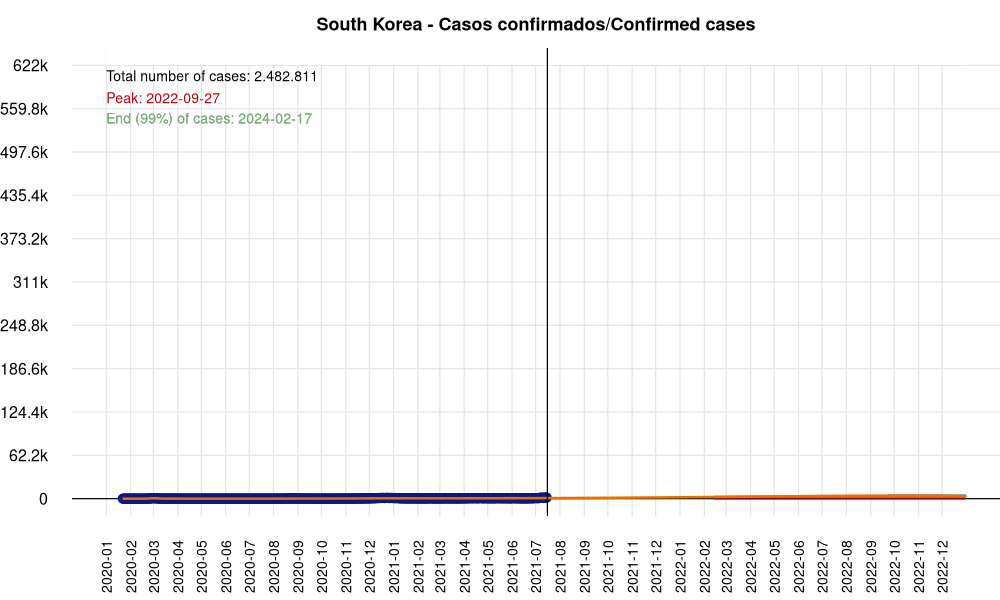 South Korea - Casos confirmados/Confirmed cases
Total number of cases: 2.482.811
Peak: 2022-09-27
End (99%) of cases: 2024-02-17
622k
559.8k
497.6k
435.4k
373.2k
311k
248.8k
186.6k
124.4k
62.2k
0
2020-01
2020-02
2020-03
2020-04
2020-05
2020-06
2020-07
2020-08
2020-09
2020-10
2020-11
2020-12
2021-01
2021-02
2021-03
2021-04
2021-05
2021-06
2021-07
2021-08
2021-09
2021-10
2021-11
2021-12
2022-01
2022-02
2022-03
2022-04
2022-05
2022-06
2022-07
2022-08
2022-09
2022-10
2022-11
2022-12